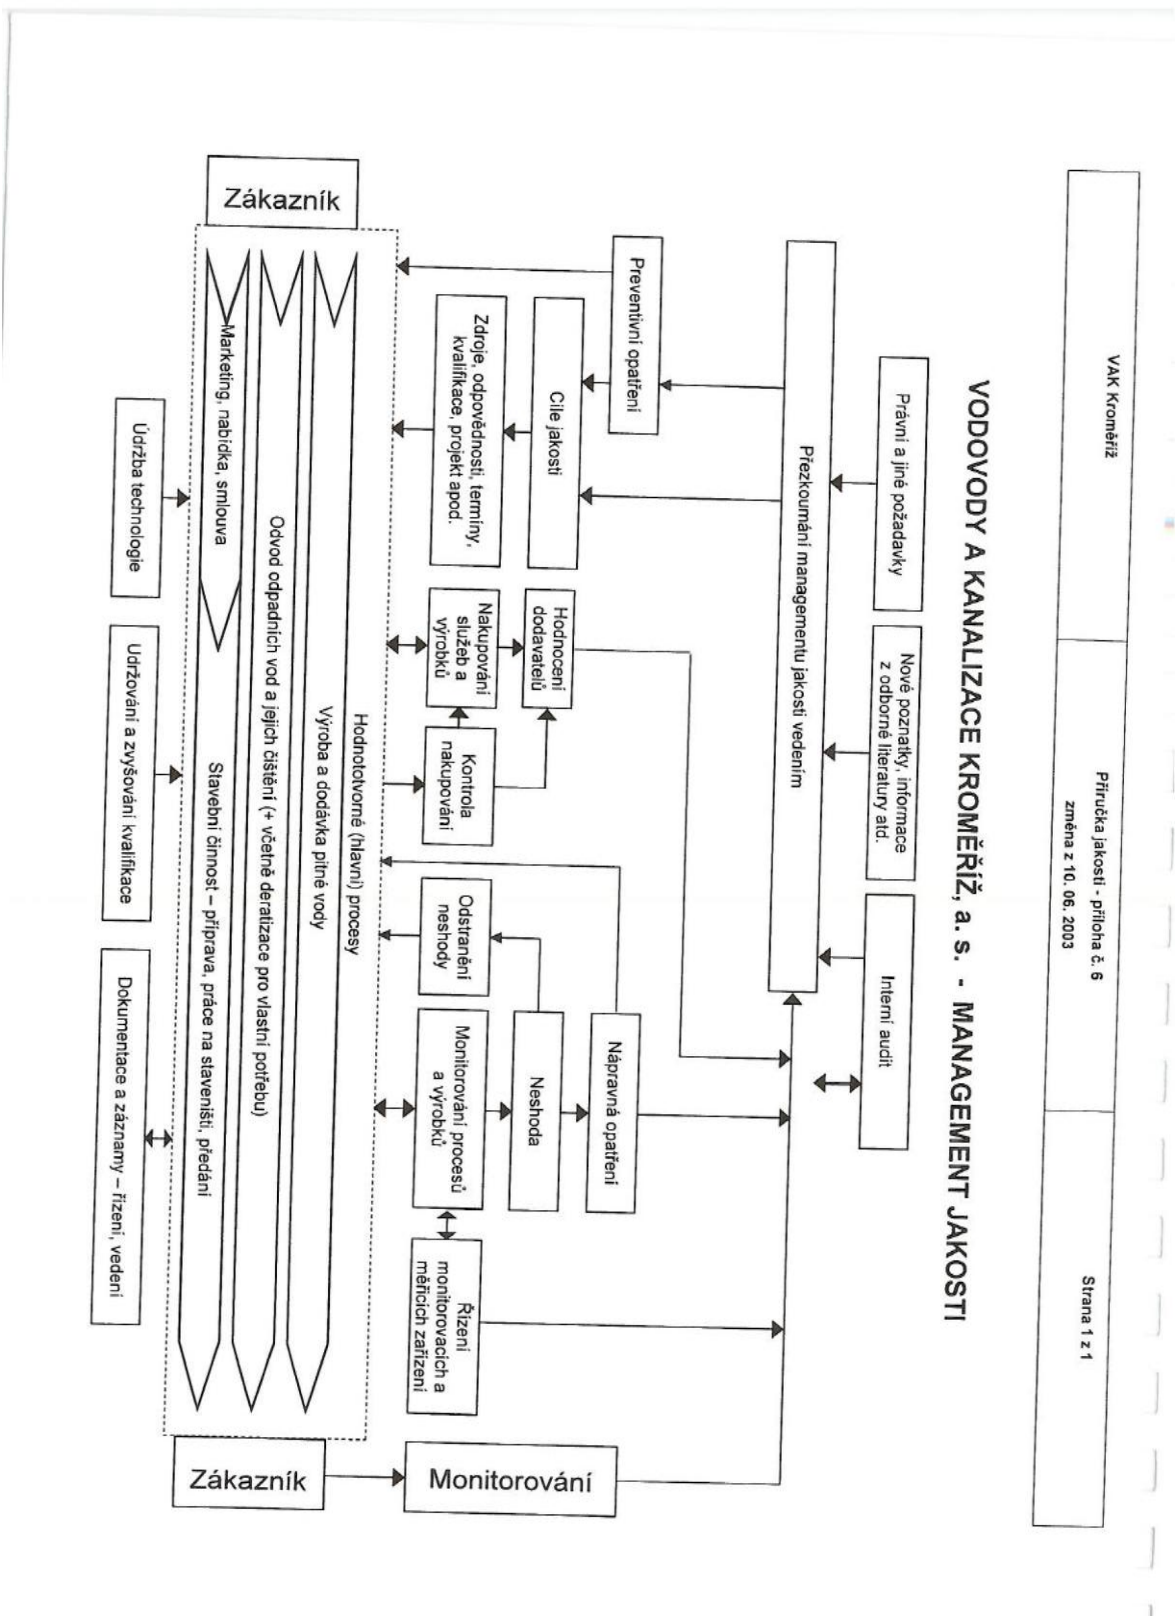 VAK Kroměříž
Příručka jakosti - příloha č. 6
změna z 10. 06. 2003
Strana 1 z 1
VODOVODY A KANALIZACE KROMĚŘÍŽ, a. s. - MANAGEMENT JAKOSTI
Právní a jiné požadavky
Nové poznatky, informace
z odborné literatury atd.
Interní audit
Přezkoumání managementu jakosti vedením
Preventivní opatření
Cíle jakosti
Zdroje, odpovědnosti, termíny,
kvalifikace, projekt apod.
Hodnocení
dodavatelů
Nakupování
služeb a
výrobků
Kontrola
nakupování
Nápravná opatření
Neshoda
Odstranění
neshody
Monitorování procesů
a výrobků
Řízení
monitorovacích a
měřicích zařízení
Monitorování
Zákazník
Hodnototvorné (hlavní) procesy
Výroba a dodávka pitné vody
Odvod odpadních vod a jejich čištění (+ včetně deratizace pro vlastní potřebu)
Marketing, nabídka, smlouva
Stavební činnost – příprava, práce na staveništi, předání
Zákazník
Údržba technologie
Udržování a zvyšování kvalifikace
Dokumentace a záznamy – řízení, vedení